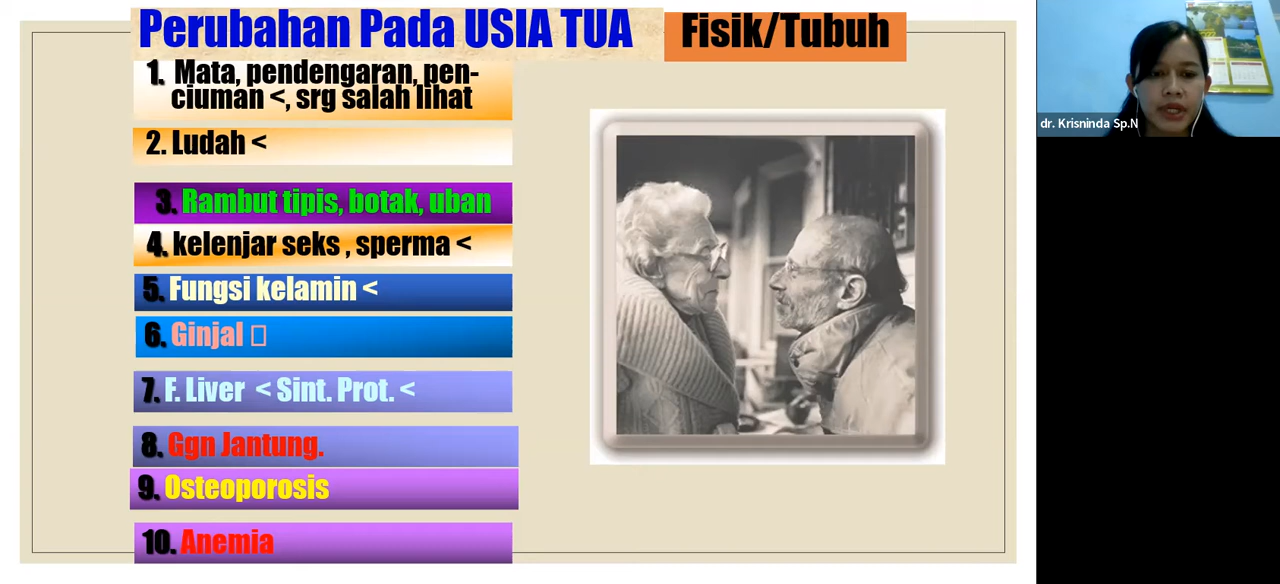 Perubahan Pada USIA TUA
Fisik/Tubuh
1. Mata, pendengaran, pen-
ciuman <, srg salah lihat
2. Ludah <
3. Rambut tipis, botak, uban
4. kelenjar seks , sperma <
5. Fungsi kelamin <
6. Ginjal
7. F. Liver < Sint. Prot. <
8. Ggn Jantung.
9. Osteoporosis
10. Anemia
dr. Krisninda Sp.N